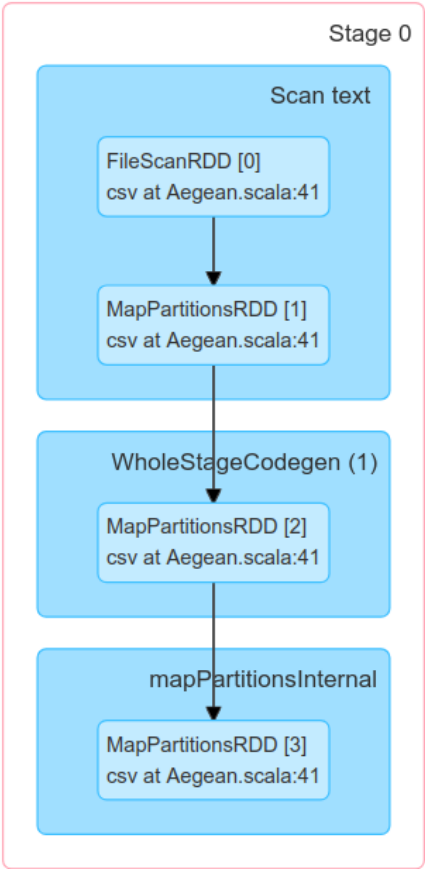 Stage 0
Scan text
FileScanRDD [0]
csv at Aegean.scala:41
MapPartitionsRDD [1]
csv at Aegean.scala:41
WholeStageCodegen (1)
MapPartitionsRDD [2]
csv at Aegean.scala:41
mapPartitionsInternal
MapPartitionsRDD [3]
csv at Aegean.scala:41